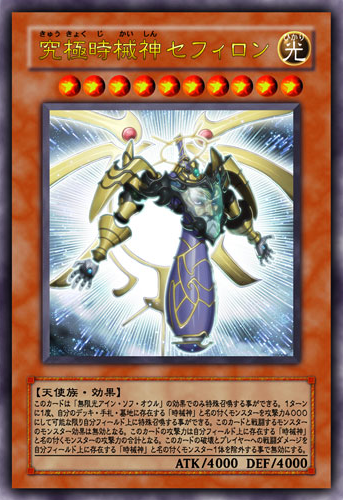 きゅう きょく じ かい しん
究極時械神セフィロン
ひかり
光
【天使族・効果】
このカードは「無限光アイン・ソフ・オウル」の効果でのみ特殊召喚する事ができる。1ターン
に1度、自分のデッキ・手札・墓地に存在する「時械神」と名の付くモンスターを攻撃力4000
にして可能な限り自分フィールド上に特殊召喚する事ができる。このカードと戦闘するモンスター
のモンスター効果は無効となる。このカードの攻撃力は自分フィールド上に存在する「時械神」
と名の付くモンスターの攻撃力の合計となる。このカードの破壊とプレイヤーへの戦闘ダメージを
自分フィールド上に存在する「時械神」と名の付くモンスター1体を除外する事で無効にする。
ATK/4000 DEF/4000